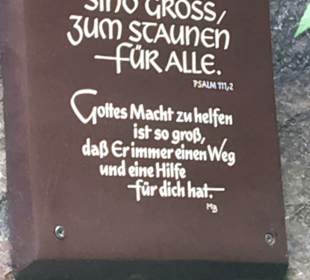 SIND GROSS,
ZUM STAUNEN
FÜR ALLE.
PSALM 111,2
Gottes Macht zu helfen
ist so groß,
daß Er immer einen Weg
und eine Hilfe
für dich hat.